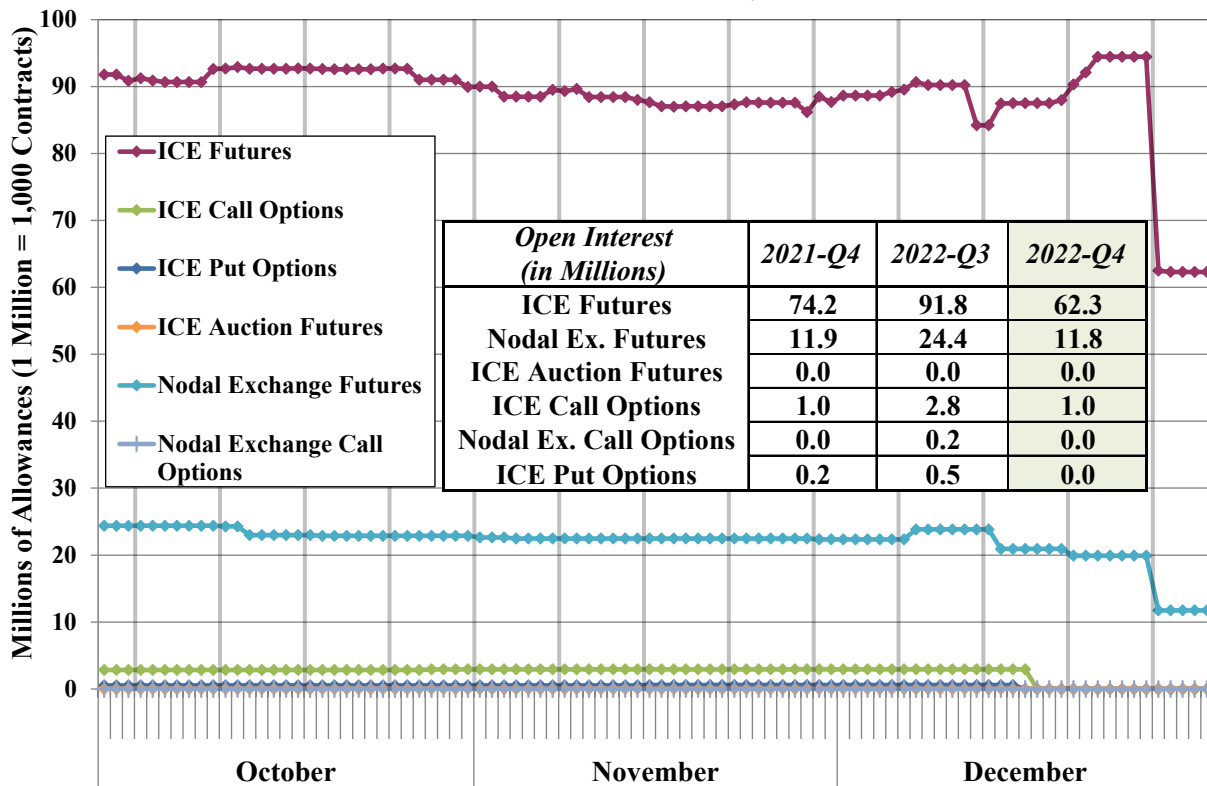 Millions of Allowances (1 Million = 1,000 Contracts)
100
90
80
70
60
50
40
30
20
10
0
ICE Futures
ICE Call Options
ICE Put Options
ICE Auction Futures
Nodal Exchange Futures
Nodal Exchange Call
Options
Open Interest
(in Millions) 2021-Q4 2022-Q3 2022-Q4
ICE Futures 74.2 91.8 62.3
Nodal Ex. Futures 11.9 24.4 11.8
ICE Auction Futures 0.0 0.0 0.0
ICE Call Options 1.0 2.8 1.0
Nodal Ex. Call Options 0.0 0.2 0.0
ICE Put Options 0.2 0.5 0.0
October November December